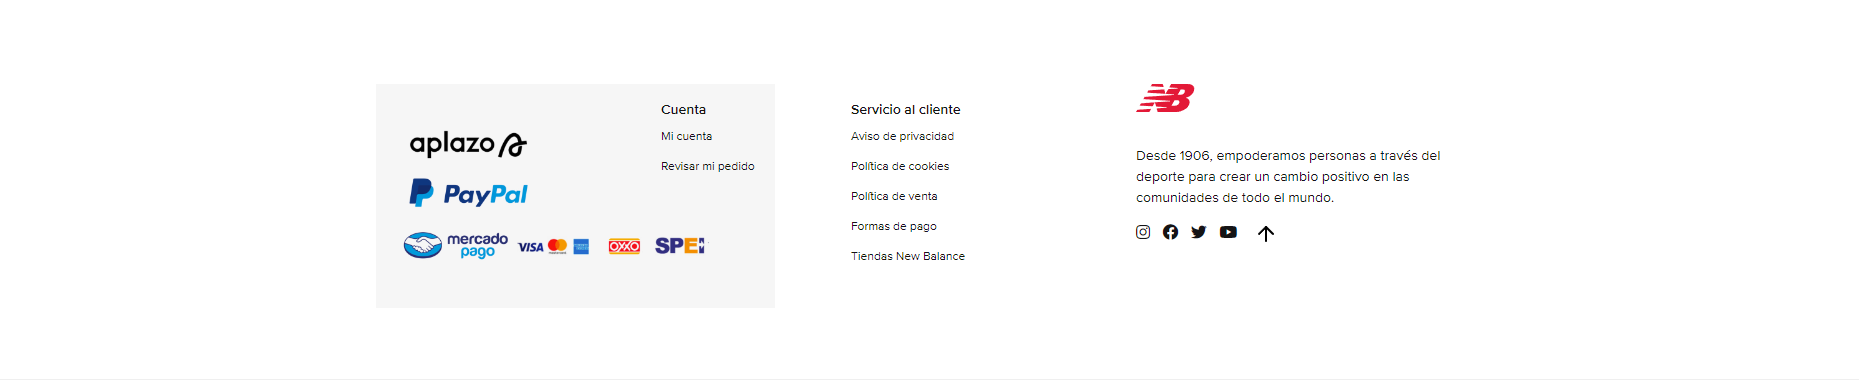 aplazo
PayPal
mercado
pago
VISA
OXXO
SPEI
Cuenta
Mi cuenta
Revisar mi pedido
Servicio al cliente
Aviso de privacidad
Política de cookies
Política de venta
Formas de pago
Tiendas New Balance
NB
Desde 1906, empoderamos personas a través del
deporte para crear un cambio positivo en las
comunidades de todo el mundo.